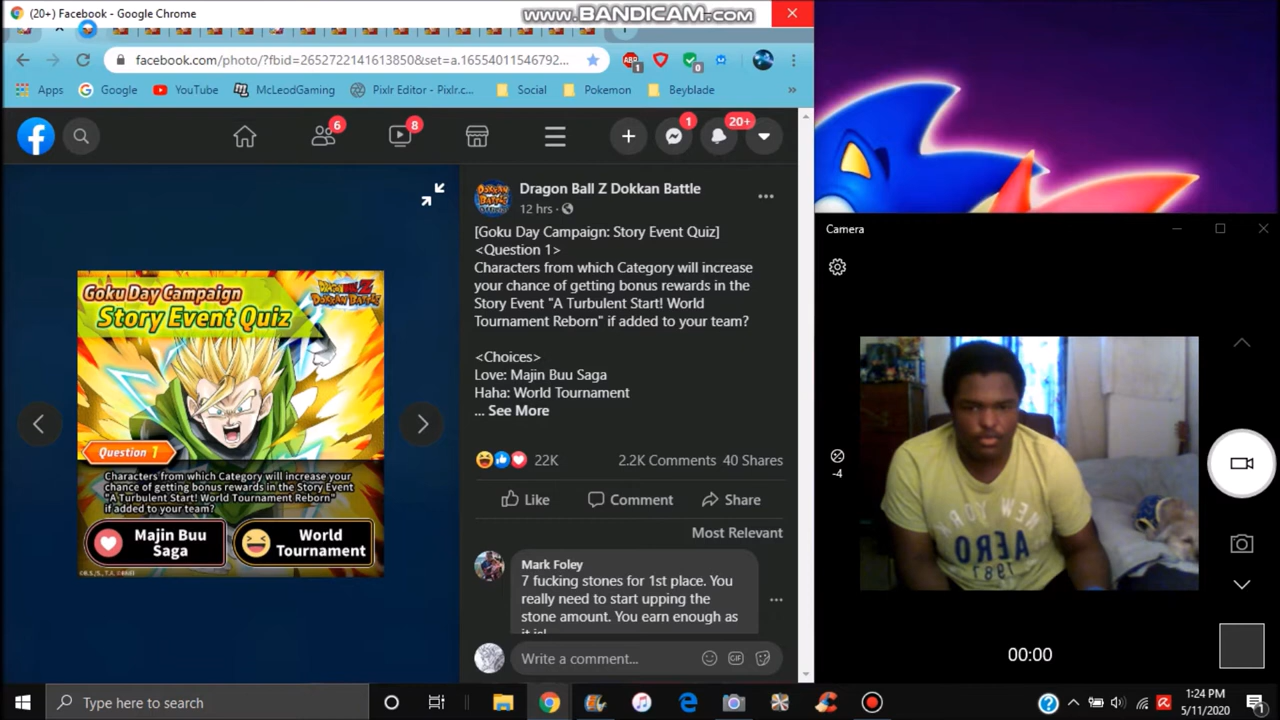 (20+) Facebook - Google Chrome
www.BANDICAM.com
facebook.com/photo/?fbid=2652722141613850&set=a.16554011546792...
ABP
1
0
Apps
Google
YouTube
McLeodGaming
Pixlr Editor - Pixlr.c...
Social
Pokemon
Beyblade
»
6
8
1
20+
Dragon Ball Z Dokkan Battle
12 hrs ·
[Goku Day Campaign: Story Event Quiz]
<Question 1>
Characters from which Category will increase
your chance of getting bonus rewards in the
Story Event "A Turbulent Start! World
Tournament Reborn" if added to your team?
<Choices>
Love: Majin Buu Saga
Haha: World Tournament
... See More
22K
2.2K Comments 40 Shares
Like
Comment
Share
Most Relevant
Mark Foley
7 fucking stones for 1st place. You
really need to start upping the
stone amount. You earn enough as
it is!
Write a comment...
GIF
Goku Day Campaign
Story Event Quiz
DRAGON BALL Z
DOKKAN BATTLE
Question 1
Characters from which Category will increase your
chance of getting bonus rewards in the Story Event
"A Turbulent Start! World Tournament Reborn"
if added to your team?
Majin Buu
Saga
World
Tournament
Camera
-4
NEW YORK
AERO
1987
00:00
Type here to search
1:24 PM
5/11/2020
1